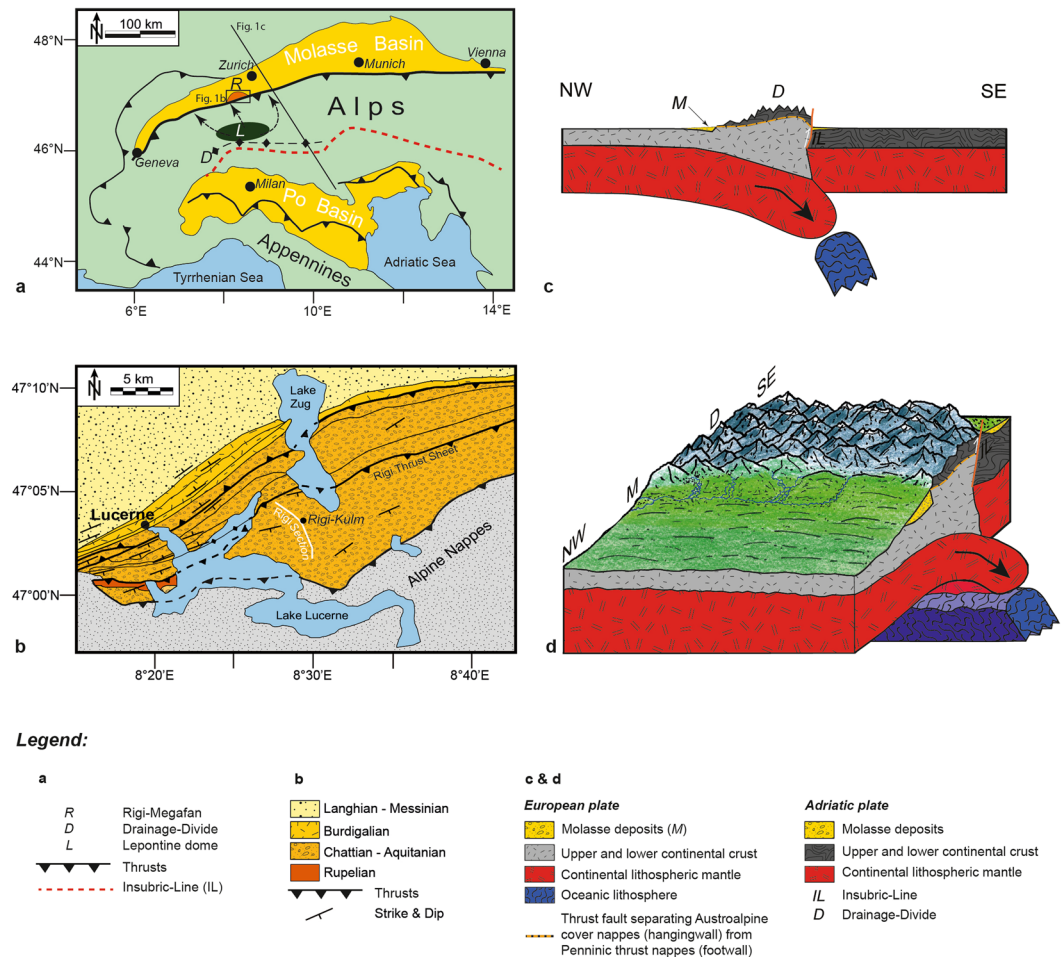 N
100 km
48°N
46°N
44°N
6°E
10°E
14°E
Fig. 1c
Molasse Basin
Vienna
Zurich
Munich
R
Fig. 1b
Alps
L
D
Geneva
Milan
Po Basin
Appennines
Adriatic Sea
Tyrrhenian Sea
a
NW
D
SE
M
IL
c
N
5 km
47°10'N
47°05'N
47°00'N
8°20'E
8°30'E
8°40'E
Lake
Zug
Rigi Thrust Sheet
Lucerne
Rigi-Kulm
Rigi-Section
Alpine Nappes
Lake Lucerne
b
SE
D
M
NW
IL
d
Legend:
a
R Rigi-Megafan
D Drainage-Divide
L Lepontine dome
Thrusts
Insubric-Line (IL)
b
Langhian - Messinian
Burdigalian
Chattian - Aquitanian
Rupelian
Thrusts
Strike & Dip
c & d
European plate
Molasse deposits (M)
Upper and lower continental crust
Continental lithospheric mantle
Oceanic lithosphere
Thrust fault separating Austroalpine
cover nappes (hangingwall) from
Penninic thrust nappes (footwall)
Adriatic plate
Molasse deposits
Upper and lower continental crust
Continental lithospheric mantle
IL Insubric-Line
D Drainage-Divide